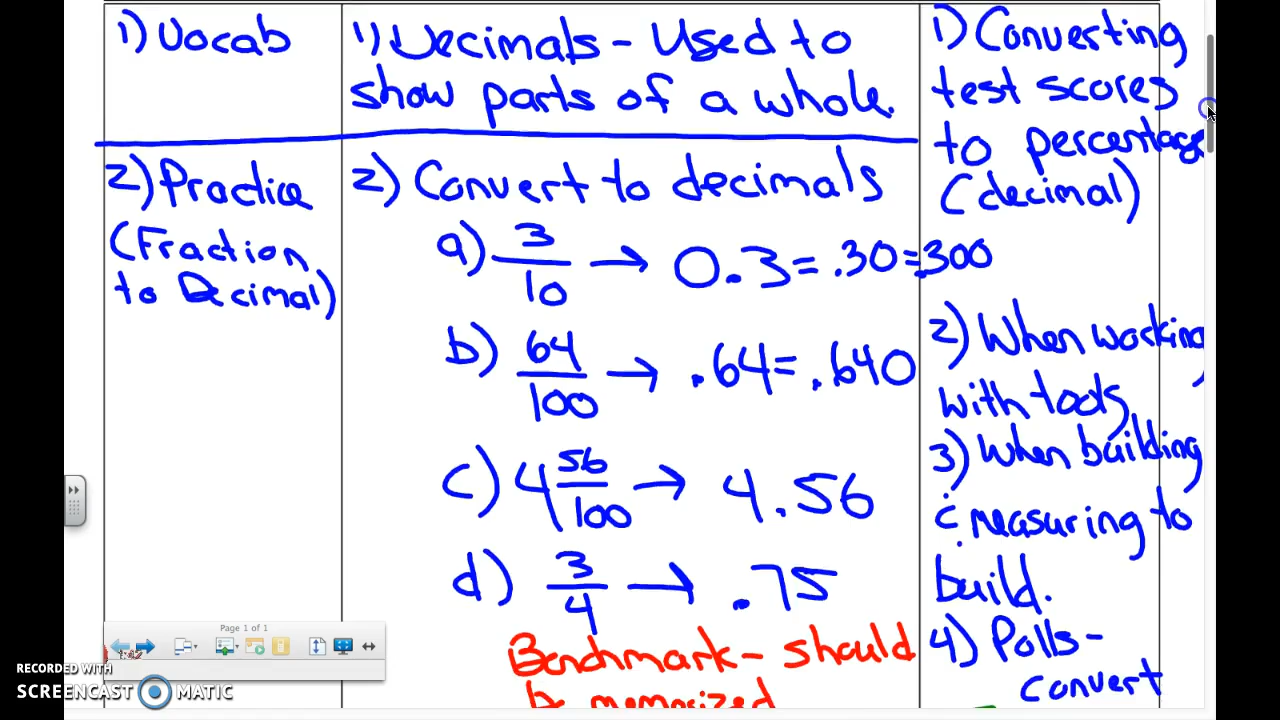 1) Vocab
1) Decimals - Used to
show parts of a whole.
2) Practice
(Fraction
to Decimal)
2) Convert to decimals
a) 3/10 → 0.3 = .30 = .300
b) 64/100 → .64 = .640
c) 4 56/100 → 4.56
d) 3/4 → .75
Benchmark - should
be memorized
1) Converting
test scores
to percentage
(decimal)
2) When working
with tools
3) When building
& measuring to
build.
4) Polls-
convert
Page 1 of 1
RECORDED WITH
SCREENCAST MATIC